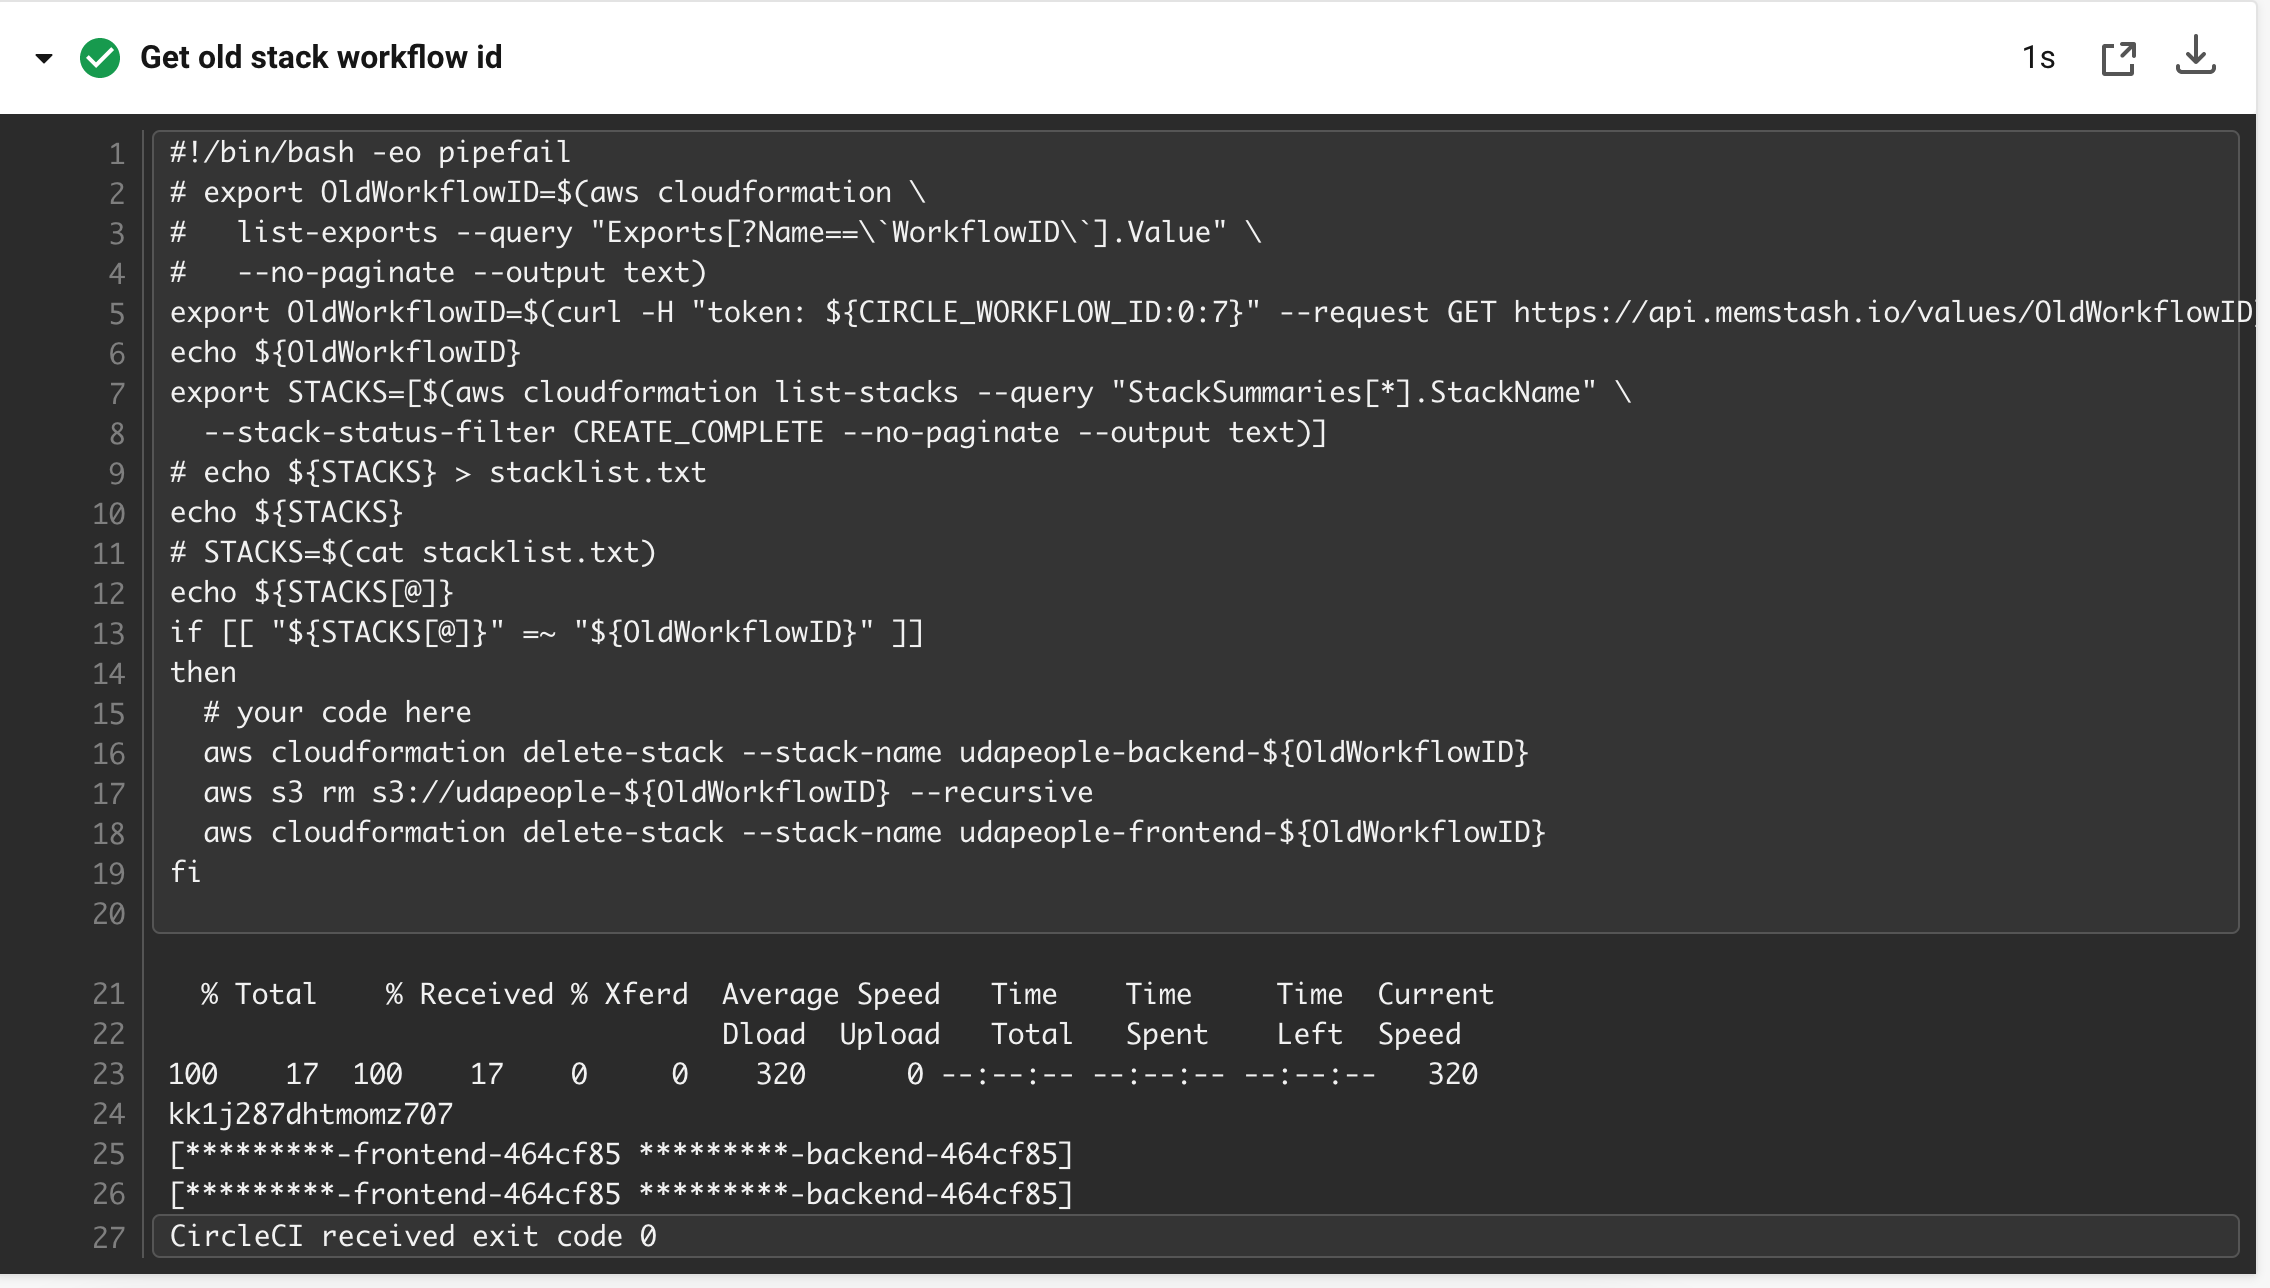 Get old stack workflow id
1s
1 #!/bin/bash -eo pipefail
2 # export OldWorkflowID=$(aws cloudformation \
3 #   list-exports --query "Exports[?Name==\`WorkflowID\`].Value" \
4 #   --no-paginate --output text)
5 export OldWorkflowID=$(curl -H "token: ${CIRCLE_WORKFLOW_ID:0:7}" --request GET https://api.memstash.io/values/OldWorkflowID
6 echo ${OldWorkflowID}
7 export STACKS=[$(aws cloudformation list-stacks --query "StackSummaries[*].StackName" \
8   --stack-status-filter CREATE_COMPLETE --no-paginate --output text)]
9 # echo ${STACKS} > stacklist.txt
10 echo ${STACKS}
11 # STACKS=$(cat stacklist.txt)
12 echo ${STACKS[@]}
13 if [[ "${STACKS[@]}" =~ "${OldWorkflowID}" ]]
14 then
15   # your code here
16   aws cloudformation delete-stack --stack-name udapeople-backend-${OldWorkflowID}
17   aws s3 rm s3://udapeople-${OldWorkflowID} --recursive
18   aws cloudformation delete-stack --stack-name udapeople-frontend-${OldWorkflowID}
19 fi
20
21   % Total    % Received % Xferd  Average Speed   Time    Time     Time  Current
22                                  Dload  Upload   Total   Spent    Left  Speed
23 100    17  100    17    0     0    320      0 --:--:-- --:--:-- --:--:--   320
24 kk1j287dhtmomz707
25 [*********-frontend-464cf85 *********-backend-464cf85]
26 [*********-frontend-464cf85 *********-backend-464cf85]
27 CircleCI received exit code 0